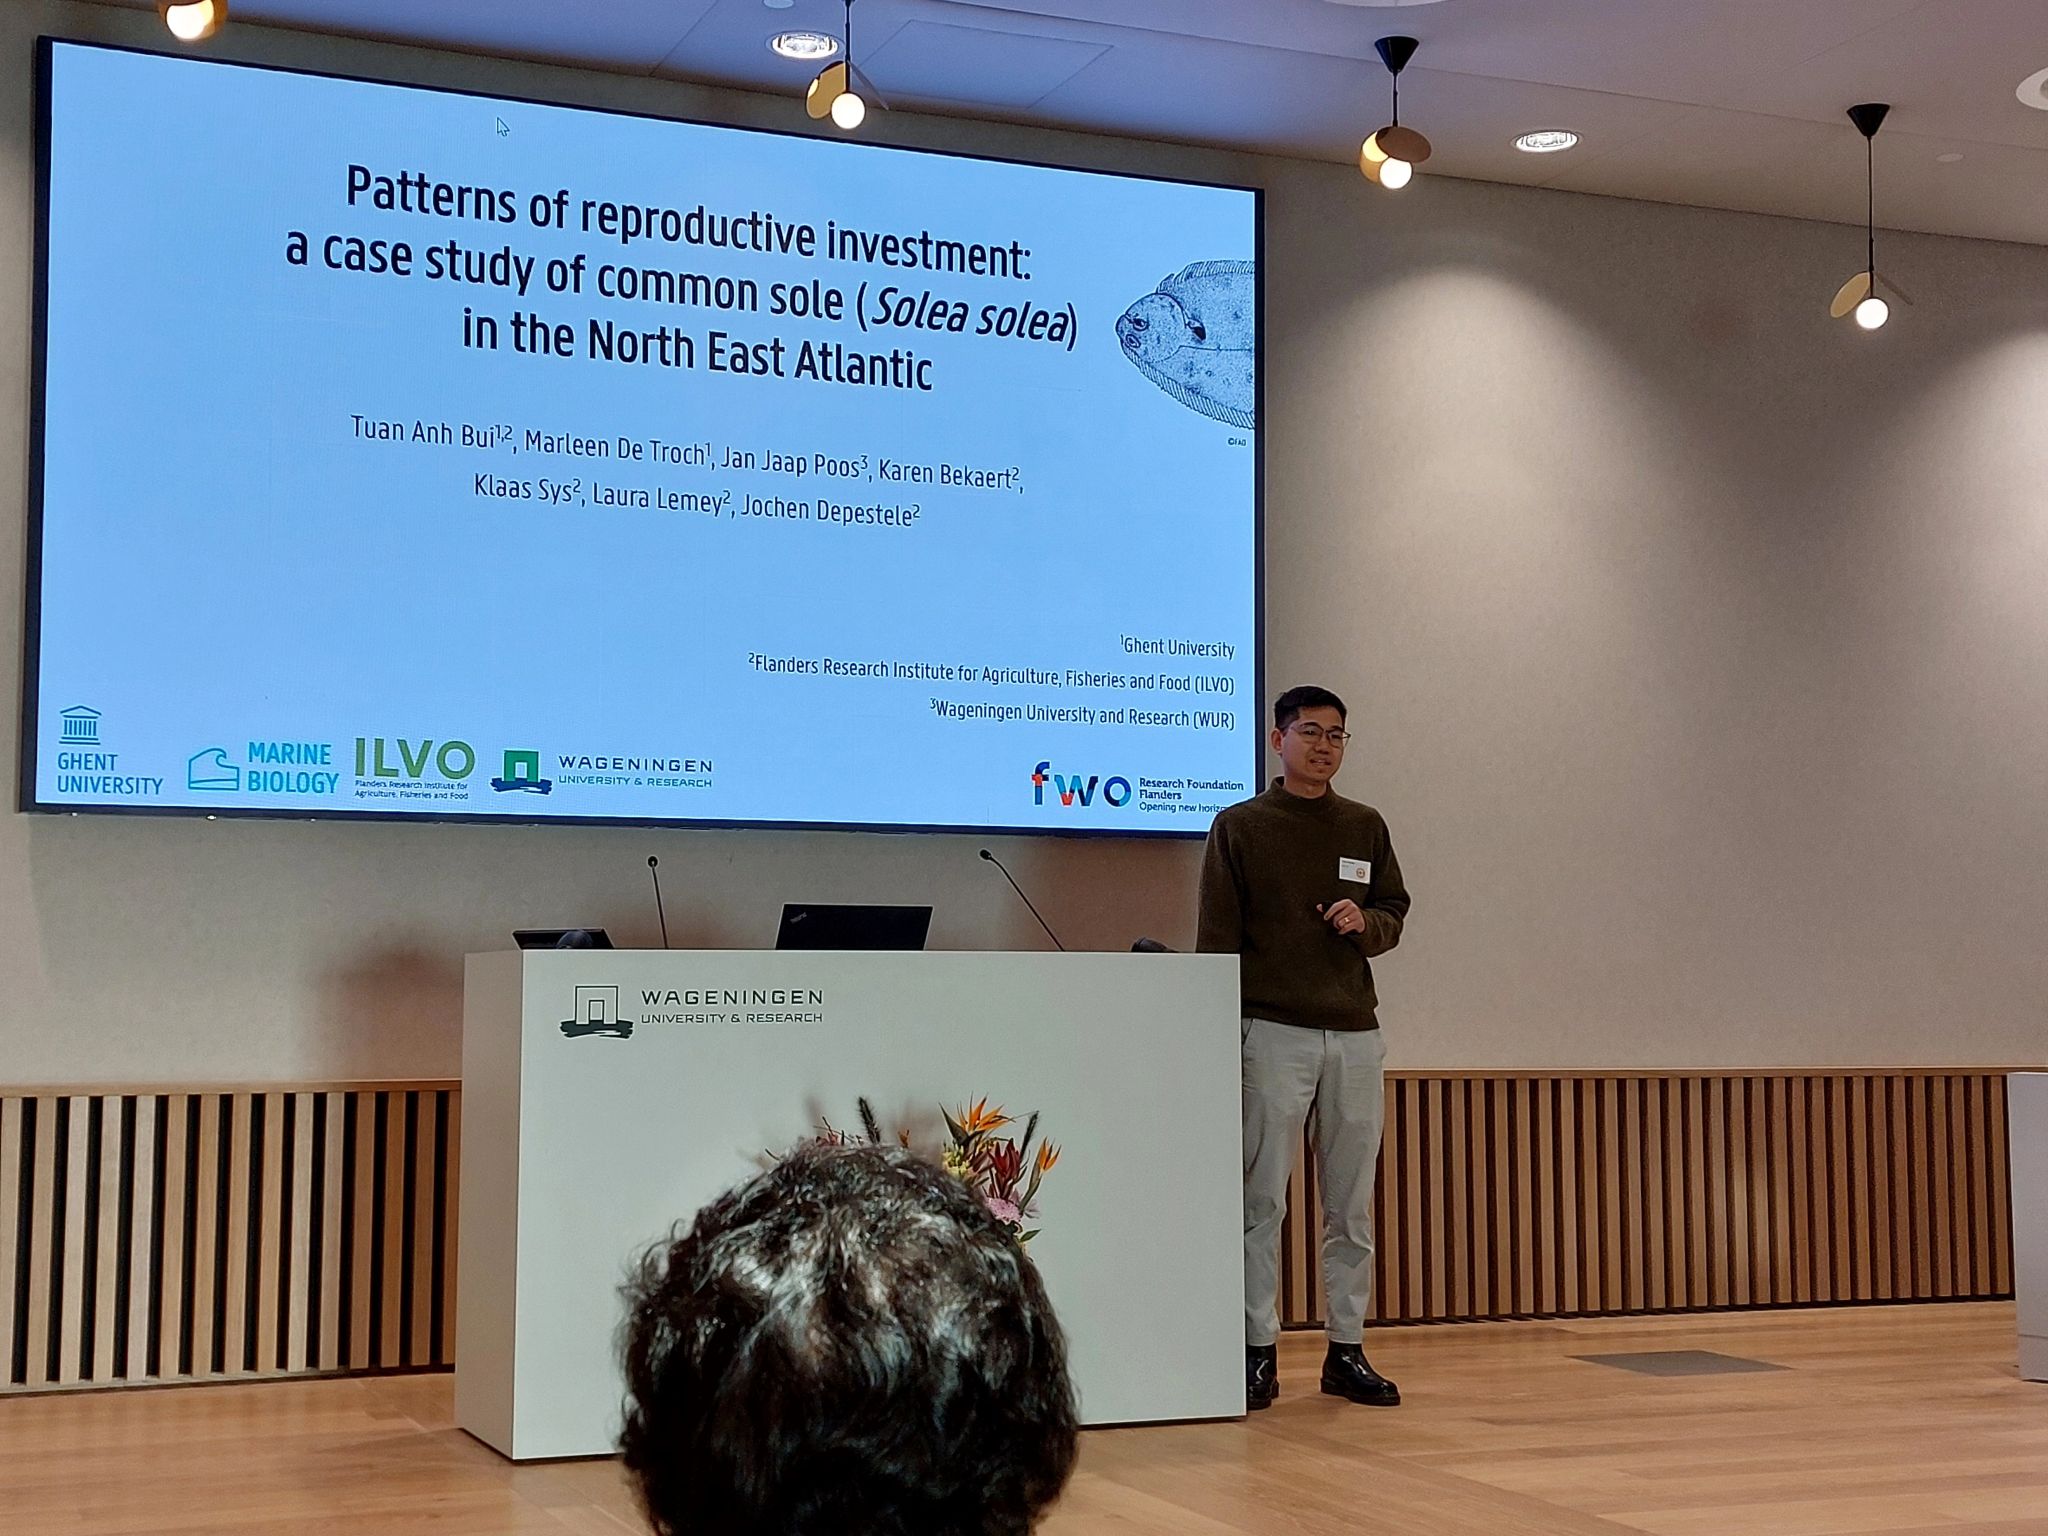 Patterns of reproductive investment:
a case study of common sole (Solea solea)
in the North East Atlantic
©FAO
Tuan Anh Bui1,2, Marleen De Troch1, Jan Jaap Poos3, Karen Bekaert2,
Klaas Sys2, Laura Lemey2, Jochen Depestele2
1Ghent University
2Flanders Research Institute for Agriculture, Fisheries and Food (ILVO)
3Wageningen University and Research (WUR)
GHENT
UNIVERSITY
MARINE
BIOLOGY
ILVO
Flanders Research Institute for
Agriculture, Fisheries and Food
WAGENINGEN
UNIVERSITY & RESEARCH
fwo
Research Foundation
Flanders
Opening new
WAGENINGEN
UNIVERSITY & RESEARCH